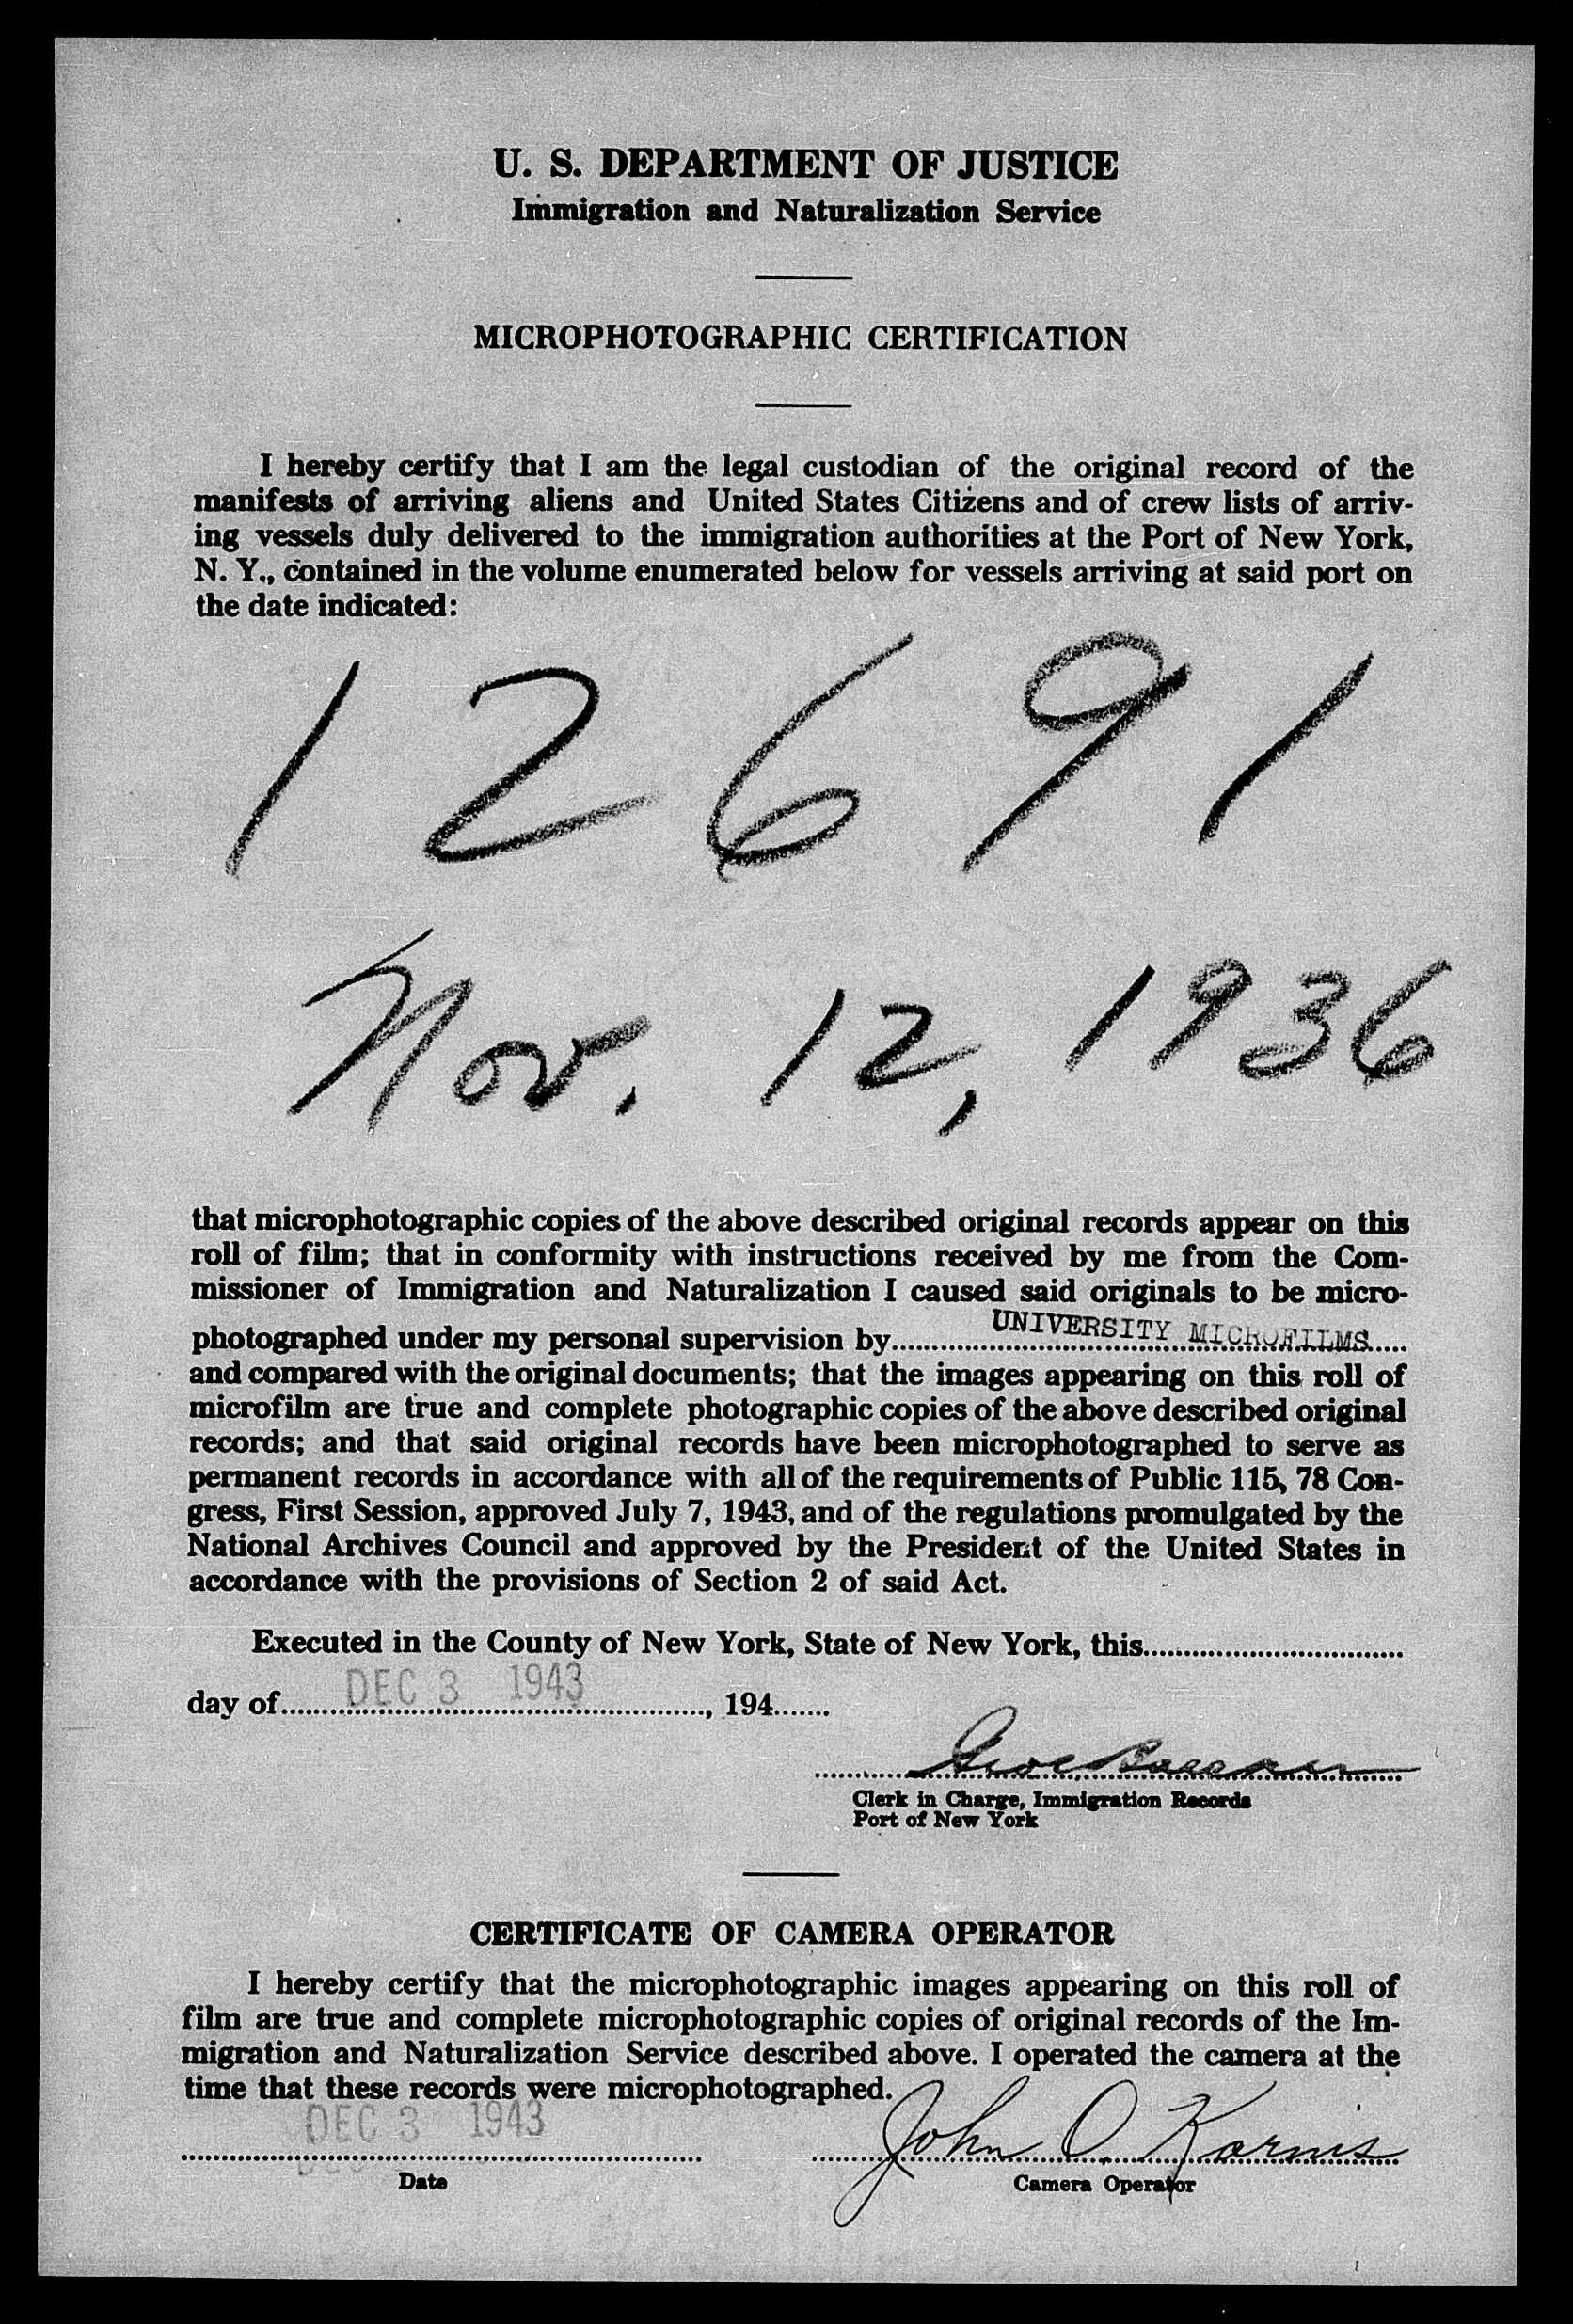 U. S. DEPARTMENT OF JUSTICE
Immigration and Naturalization Service
MICROPHOTOGRAPHIC CERTIFICATION
I hereby certify that I am the legal custodian of the original record of the
manifests of arriving aliens and United States Citizens and of crew lists of arriv-
ing vessels duly delivered to the immigration authorities at the Port of New York,
N. Y., contained in the volume enumerated below for vessels arriving at said port on
the date indicated:
12691
Nov. 12, 1936
that microphotographic copies of the above described original records appear on this
roll of film; that in conformity with instructions received by me from the Com-
missioner of Immigration and Naturalization I caused said originals to be micro-
photographed under my personal supervision by UNIVERSITY MICROFILMS
and compared with the original documents; that the images appearing on this roll of
microfilm are true and complete photographic copies of the above described original
records; and that said original records have been microphotographed to serve as
permanent records in accordance with all of the requirements of Public 115, 78 Con-
gress, First Session, approved July 7, 1943, and of the regulations promulgated by the
National Archives Council and approved by the President of the United States in
accordance with the provisions of Section 2 of said Act.
Executed in the County of New York, State of New York, this
day of DEC 3 1943, 194
Clerk in Charge, Immigration Records
Port of New York
CERTIFICATE OF CAMERA OPERATOR
I hereby certify that the microphotographic images appearing on this roll of
film are true and complete microphotographic copies of original records of the Im-
migration and Naturalization Service described above. I operated the camera at the
time that these records were microphotographed.
DEC 3 1943 John O. Karnis
Date Camera Operator